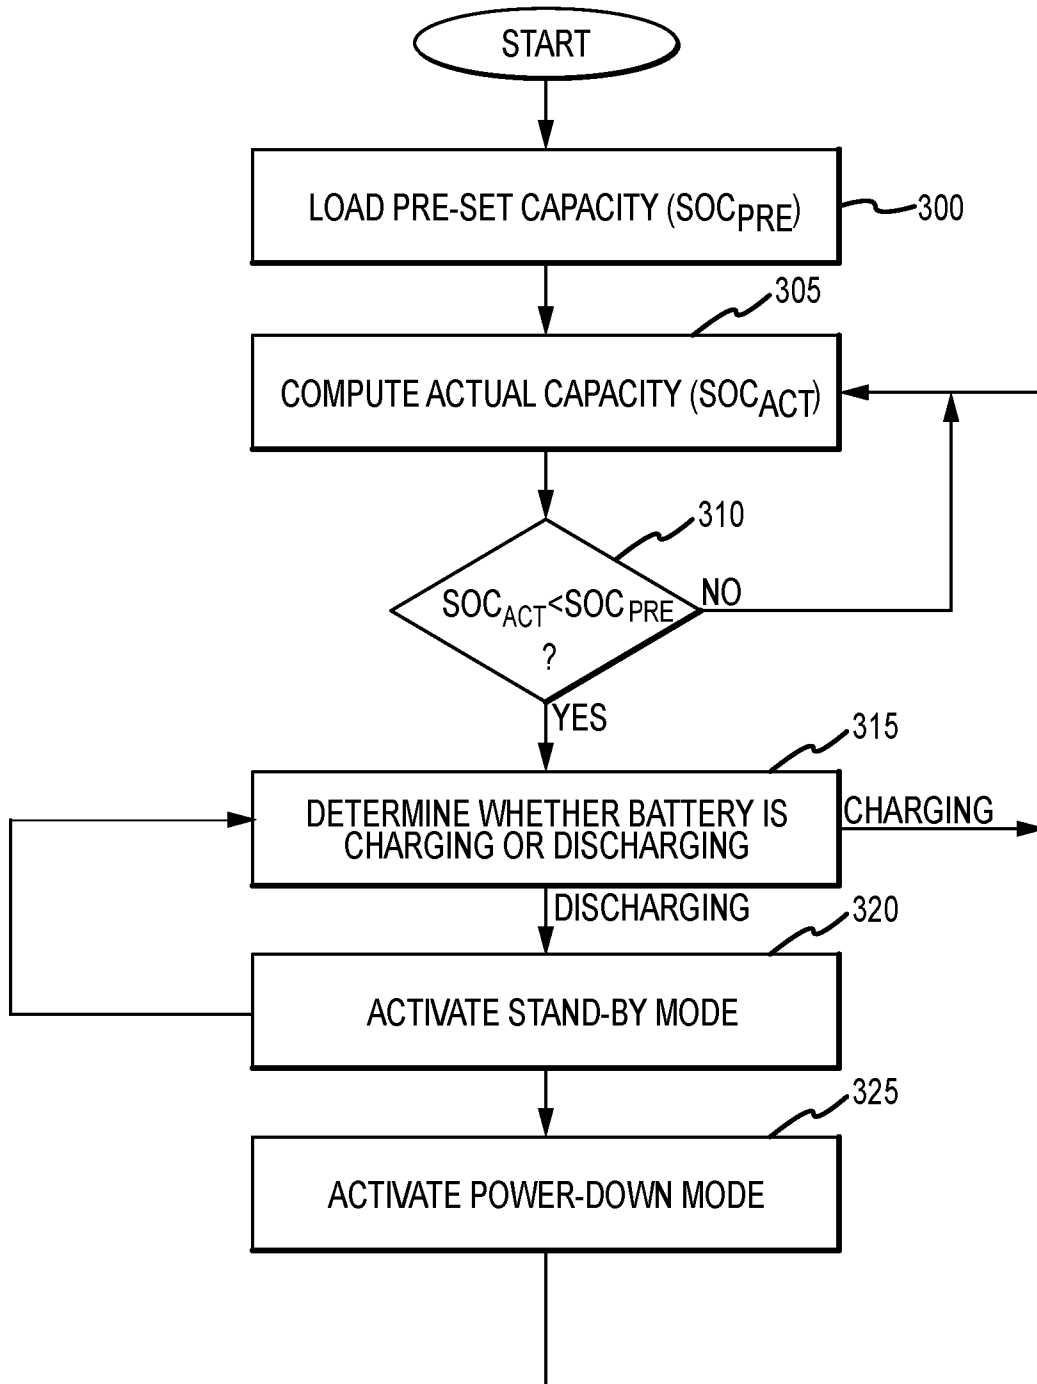 START
LOAD PRE-SET CAPACITY (SOCPRE)
300
305
COMPUTE ACTUAL CAPACITY (SOCACT)
310
SOCACT<SOCPRE
?
NO
YES
315
DETERMINE WHETHER BATTERY IS
CHARGING OR DISCHARGING
CHARGING
DISCHARGING
320
ACTIVATE STAND-BY MODE
325
ACTIVATE POWER-DOWN MODE